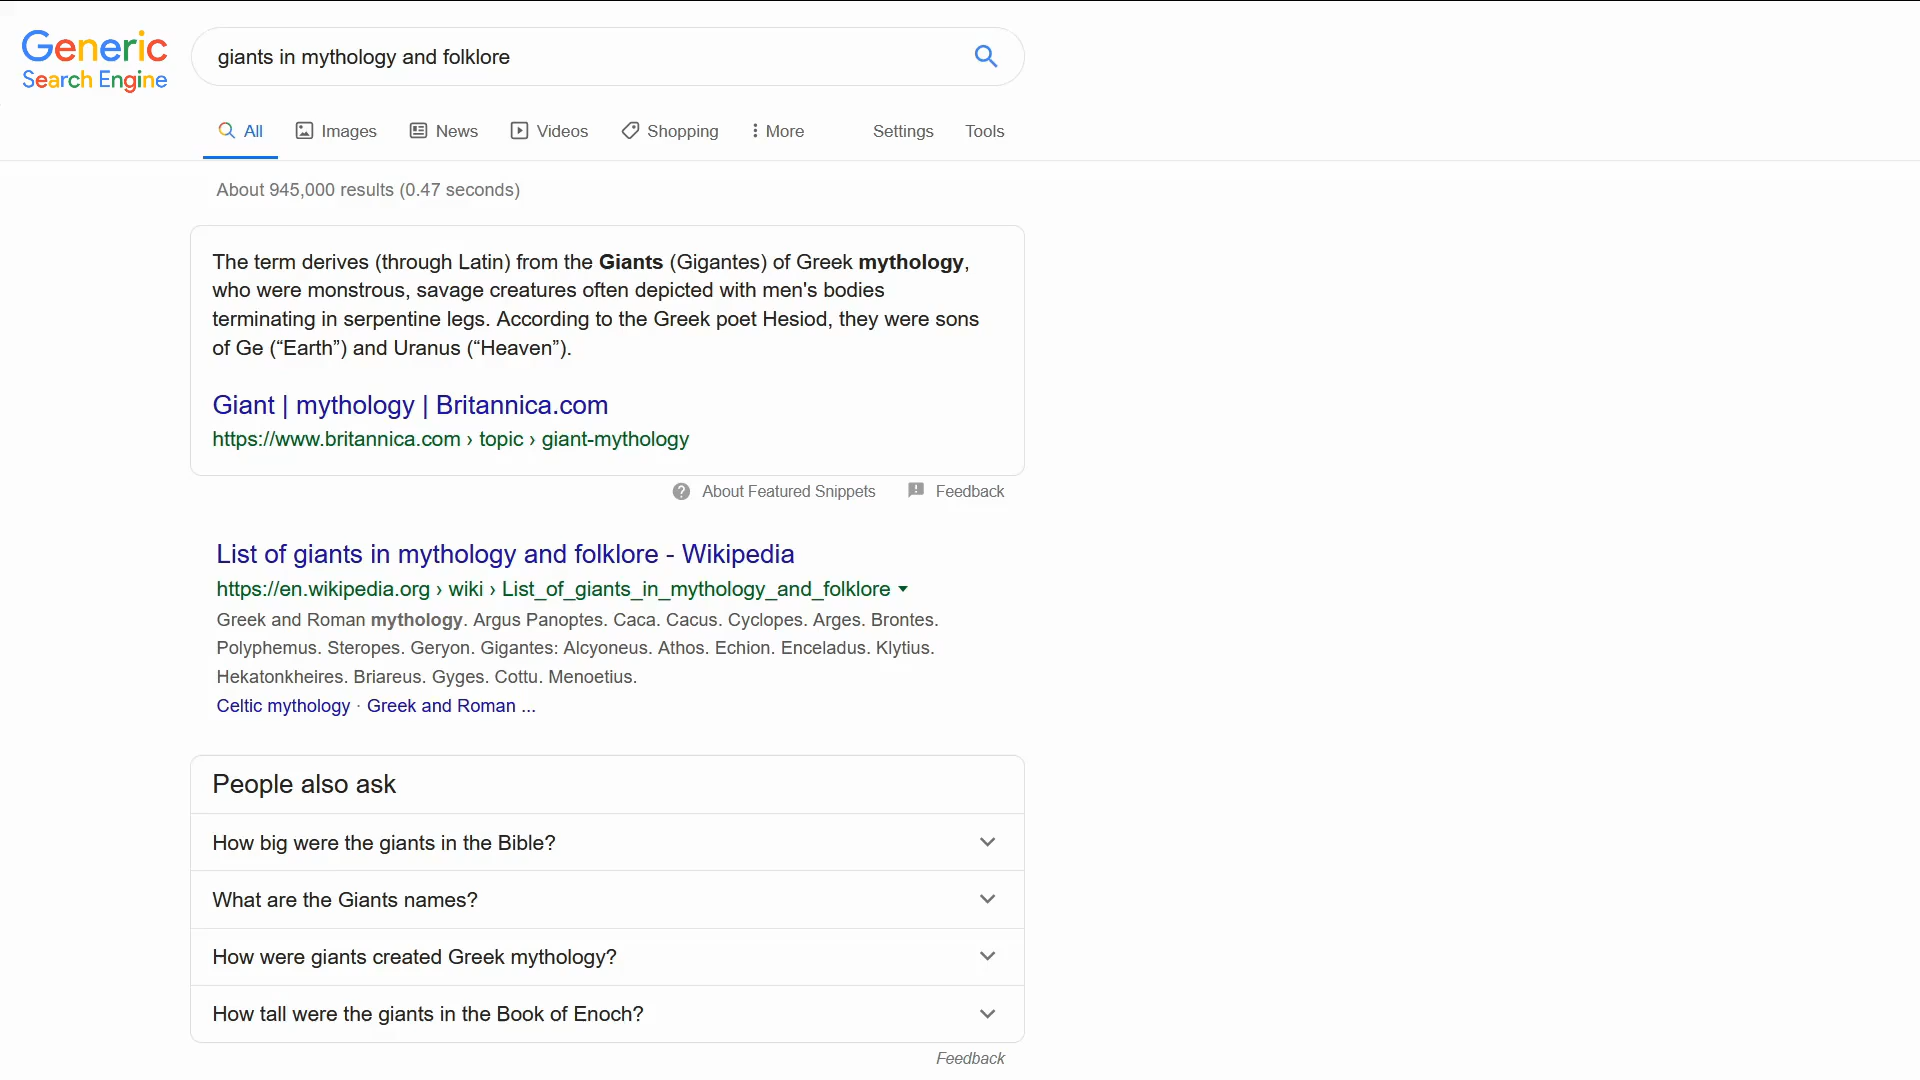 Generic
Search Engine
giants in mythology and folklore
All Images News Videos Shopping More Settings Tools
About 945,000 results (0.47 seconds)
The term derives (through Latin) from the Giants (Gigantes) of Greek mythology,
who were monstrous, savage creatures often depicted with men's bodies
terminating in serpentine legs. According to the Greek poet Hesiod, they were sons
of Ge (“Earth”) and Uranus (“Heaven”).
Giant | mythology | Britannica.com
https://www.britannica.com › topic › giant-mythology
About Featured Snippets Feedback
List of giants in mythology and folklore - Wikipedia
https://en.wikipedia.org › wiki › List_of_giants_in_mythology_and_folklore
Greek and Roman mythology. Argus Panoptes. Caca. Cacus. Cyclopes. Arges. Brontes.
Polyphemus. Steropes. Geryon. Gigantes: Alcyoneus. Athos. Echion. Enceladus. Klytius.
Hekatonkheires. Briareus. Gyges. Cottu. Menoetius.
Celtic mythology · Greek and Roman ...
People also ask
How big were the giants in the Bible?
What are the Giants names?
How were giants created Greek mythology?
How tall were the giants in the Book of Enoch?
Feedback